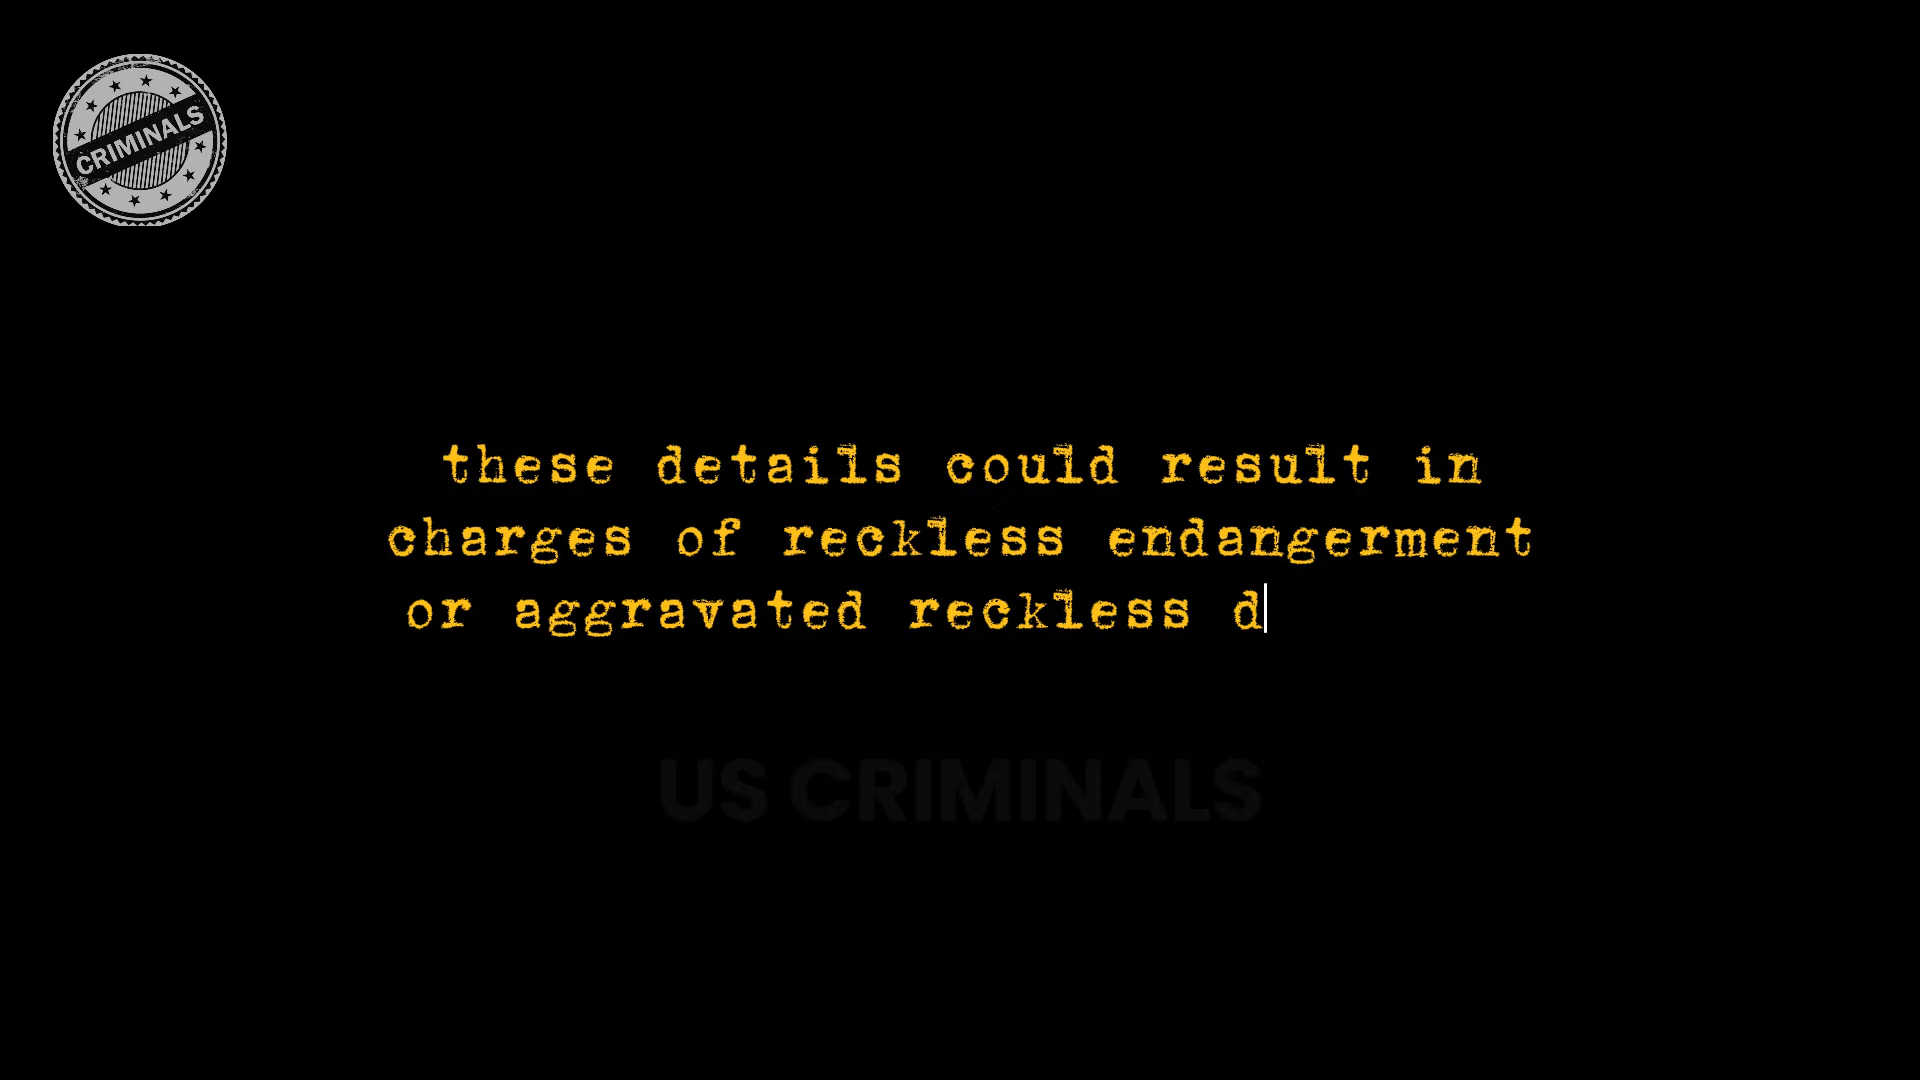 CRIMINALS
these details could result in
charges of reckless endangerment
or aggravated reckless d
US CRIMINALS